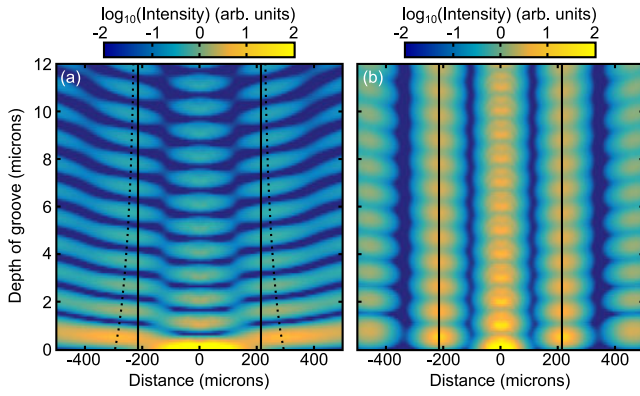 log₁₀(Intensity) (arb. units) log₁₀(Intensity) (arb. units)
-2 -1 0 1 2 -2 -1 0 1 2
12 (a) (b)
10
8
6
4
2
0
Depth of groove (microns)
-400 -200 0 200 400 -400 -200 0 200 400
Distance (microns) Distance (microns)